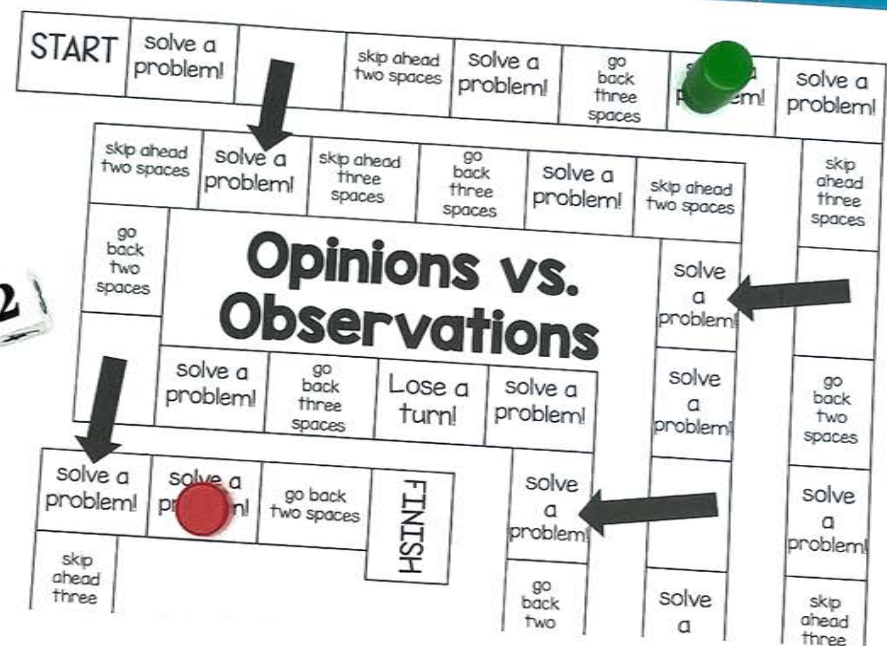 START
solve a
problem!
skip ahead
two spaces
solve a
problem!
go
back
three
spaces
solve a
problem!
skip ahead
two spaces
solve a
problem!
skip ahead
three
spaces
go
back
three
spaces
solve a
problem!
skip ahead
two spaces
skip
ahead
three
spaces
go
back
two
spaces
Opinions vs.
Observations
solve
a
problem!
2
solve a
problem!
go
back
three
spaces
Lose a
turn!
solve a
problem!
solve
a
problem!
go
back
two
spaces
solve a
problem!
solve a
go back
two spaces
FINISH
solve
a
problem!
solve
a
problem!
skip
ahead
three
go
back
two
solve
a
skip
ahead
three